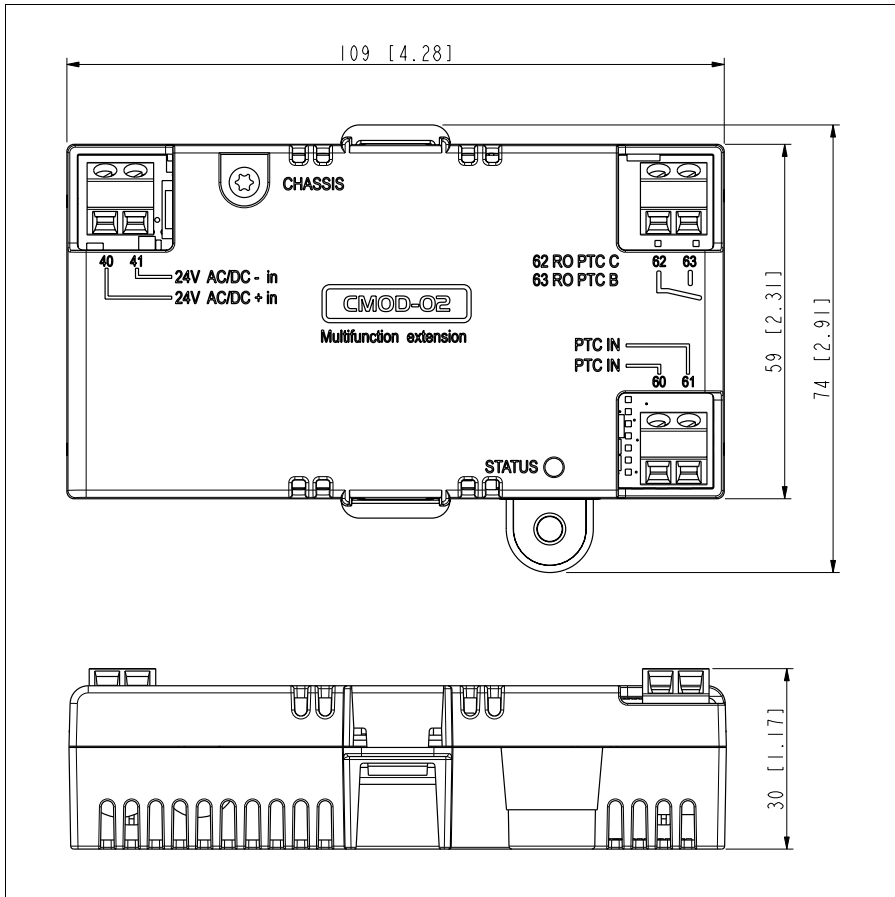 109 [4.28]
CHASSIS
40 41
24V AC/DC - in
24V AC/DC + in
62 RO PTC C
63 RO PTC B
62 63
CMOD-02
Multifunction extension
PTC IN
PTC IN
60 61
STATUS
59 [2.31]
74 [2.91]
30 [1.17]